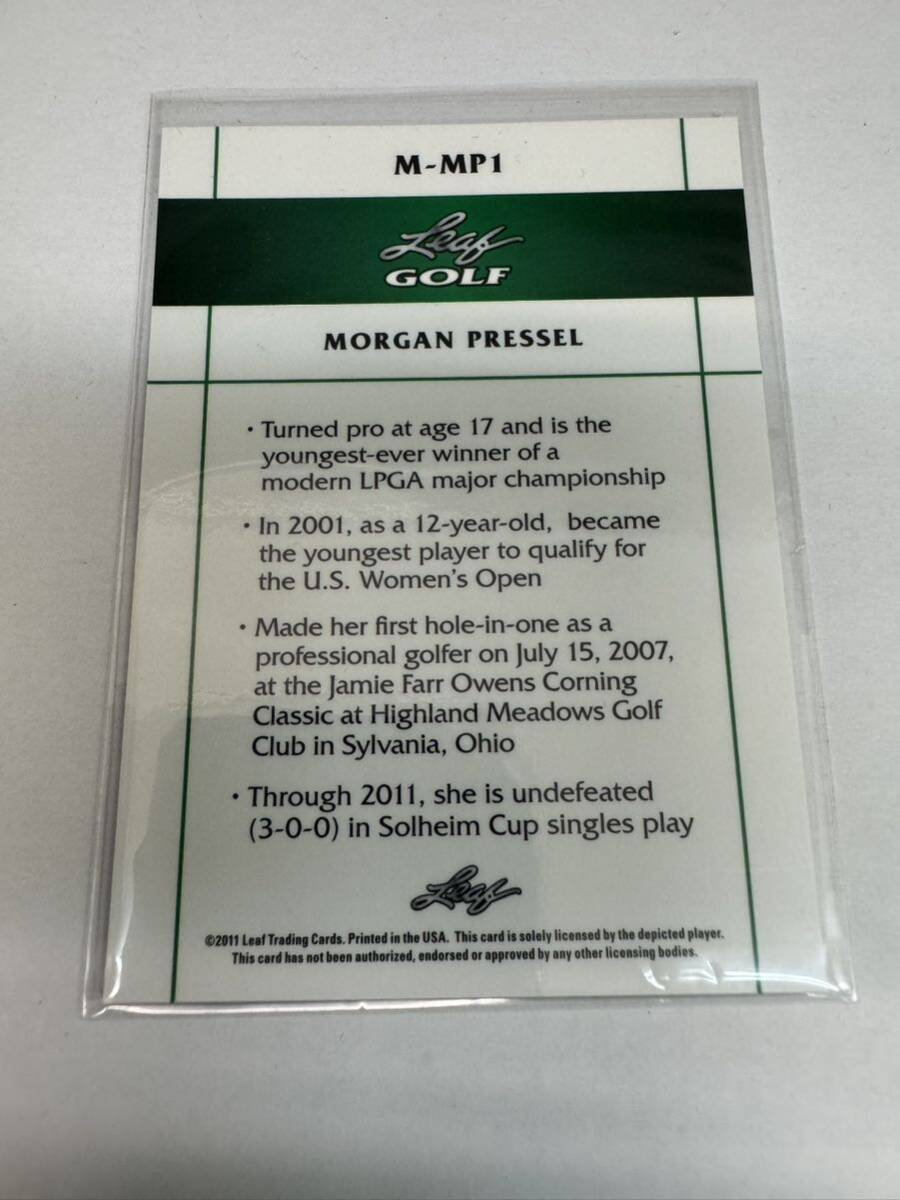 M-MP1
Leaf
GOLF
MORGAN PRESSEL
• Turned pro at age 17 and is the
youngest-ever winner of a
modern LPGA major championship
• In 2001, as a 12-year-old, became
the youngest player to qualify for
the U.S. Women's Open
• Made her first hole-in-one as a
professional golfer on July 15, 2007,
at the Jamie Farr Owens Corning
Classic at Highland Meadows Golf
Club in Sylvania, Ohio
• Through 2011, she is undefeated
(3-0-0) in Solheim Cup singles play
Leaf
©2011 Leaf Trading Cards. Printed in the USA. This card is solely licensed by the depicted player.
This card has not been authorized, endorsed or approved by any other licensing bodies.